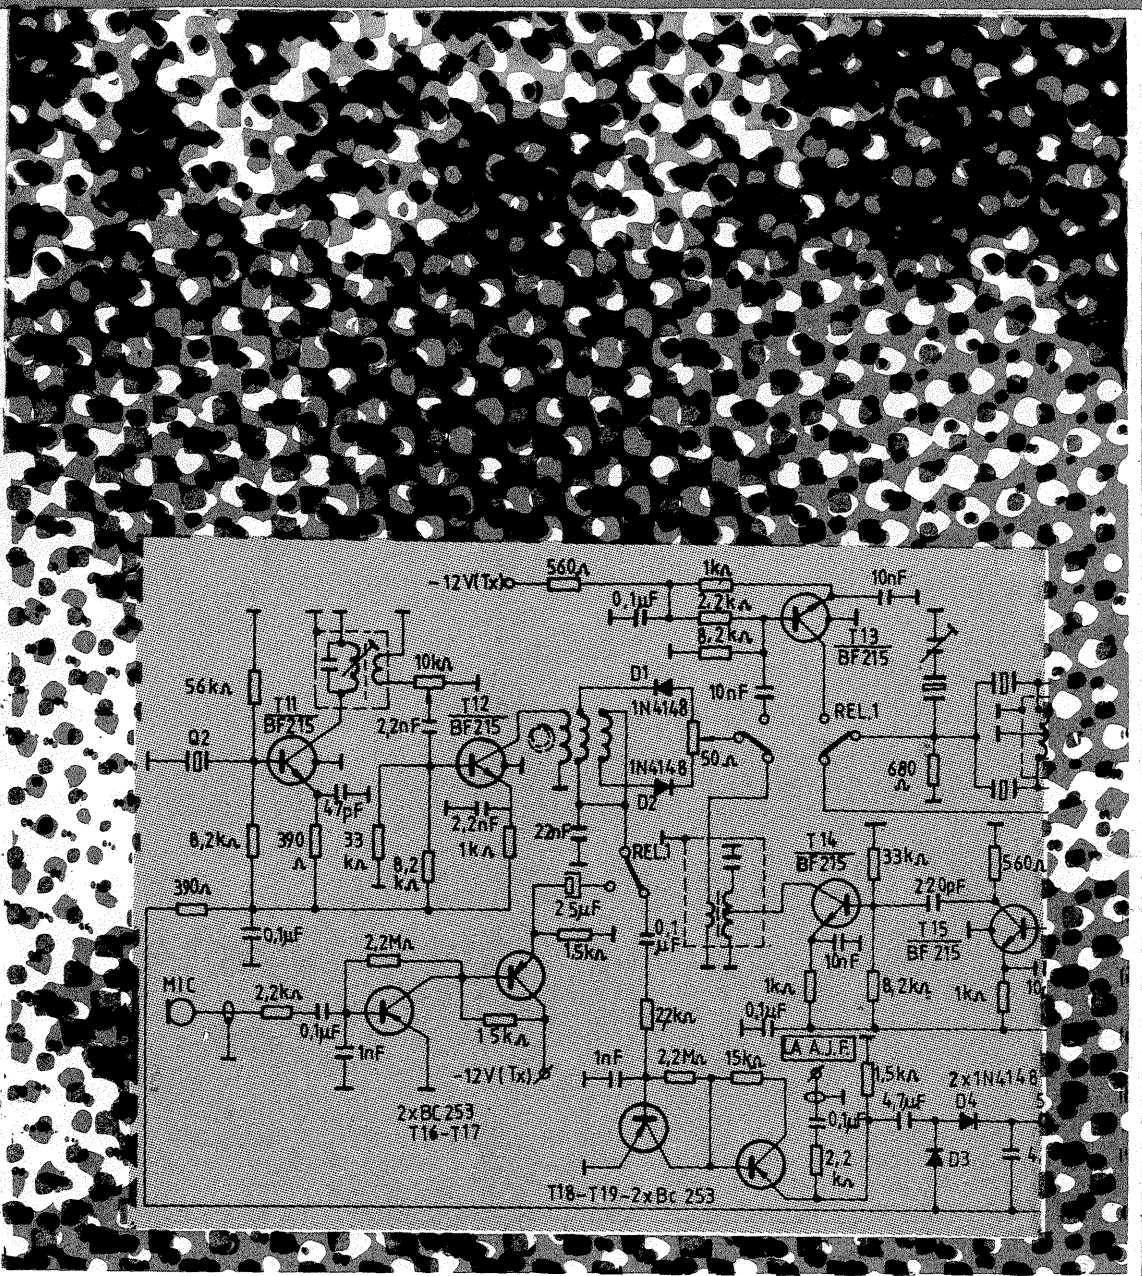 -12V(Tx)
560Ω
1kΩ
10nF
0,1µF
2,2kΩ
8,2kΩ
T13
BF215
56kΩ
T11
BF215
10kΩ
2,2nF
T12
BF215
D1
1N4148
10nF
REL.1
Q2
47pF
50Ω
1N4148
D2
680
Ω
8,2kΩ
390
Ω
33
kΩ
8,2
kΩ
2,2nF
1kΩ
22nF
REL.1
T14
BF215
33kΩ
560Ω
390Ω
0,1µF
25µF
220pF
T15
BF215
1,5kΩ
0,1
µF
10nF
2,2MΩ
1kΩ
8,2kΩ
1kΩ
10
MIC
2,2kΩ
0,1µF
1nF
1,5kΩ
-12V(Tx)
22kΩ
0,1µF
A.A.J.F.
1nF
2,2MΩ
15kΩ
1,5kΩ
2x1N4148
2xBC253
T16-T17
4,7µF
D4
0,1µF
2,2
kΩ
D3
4,
T18-T19-2xBc 253